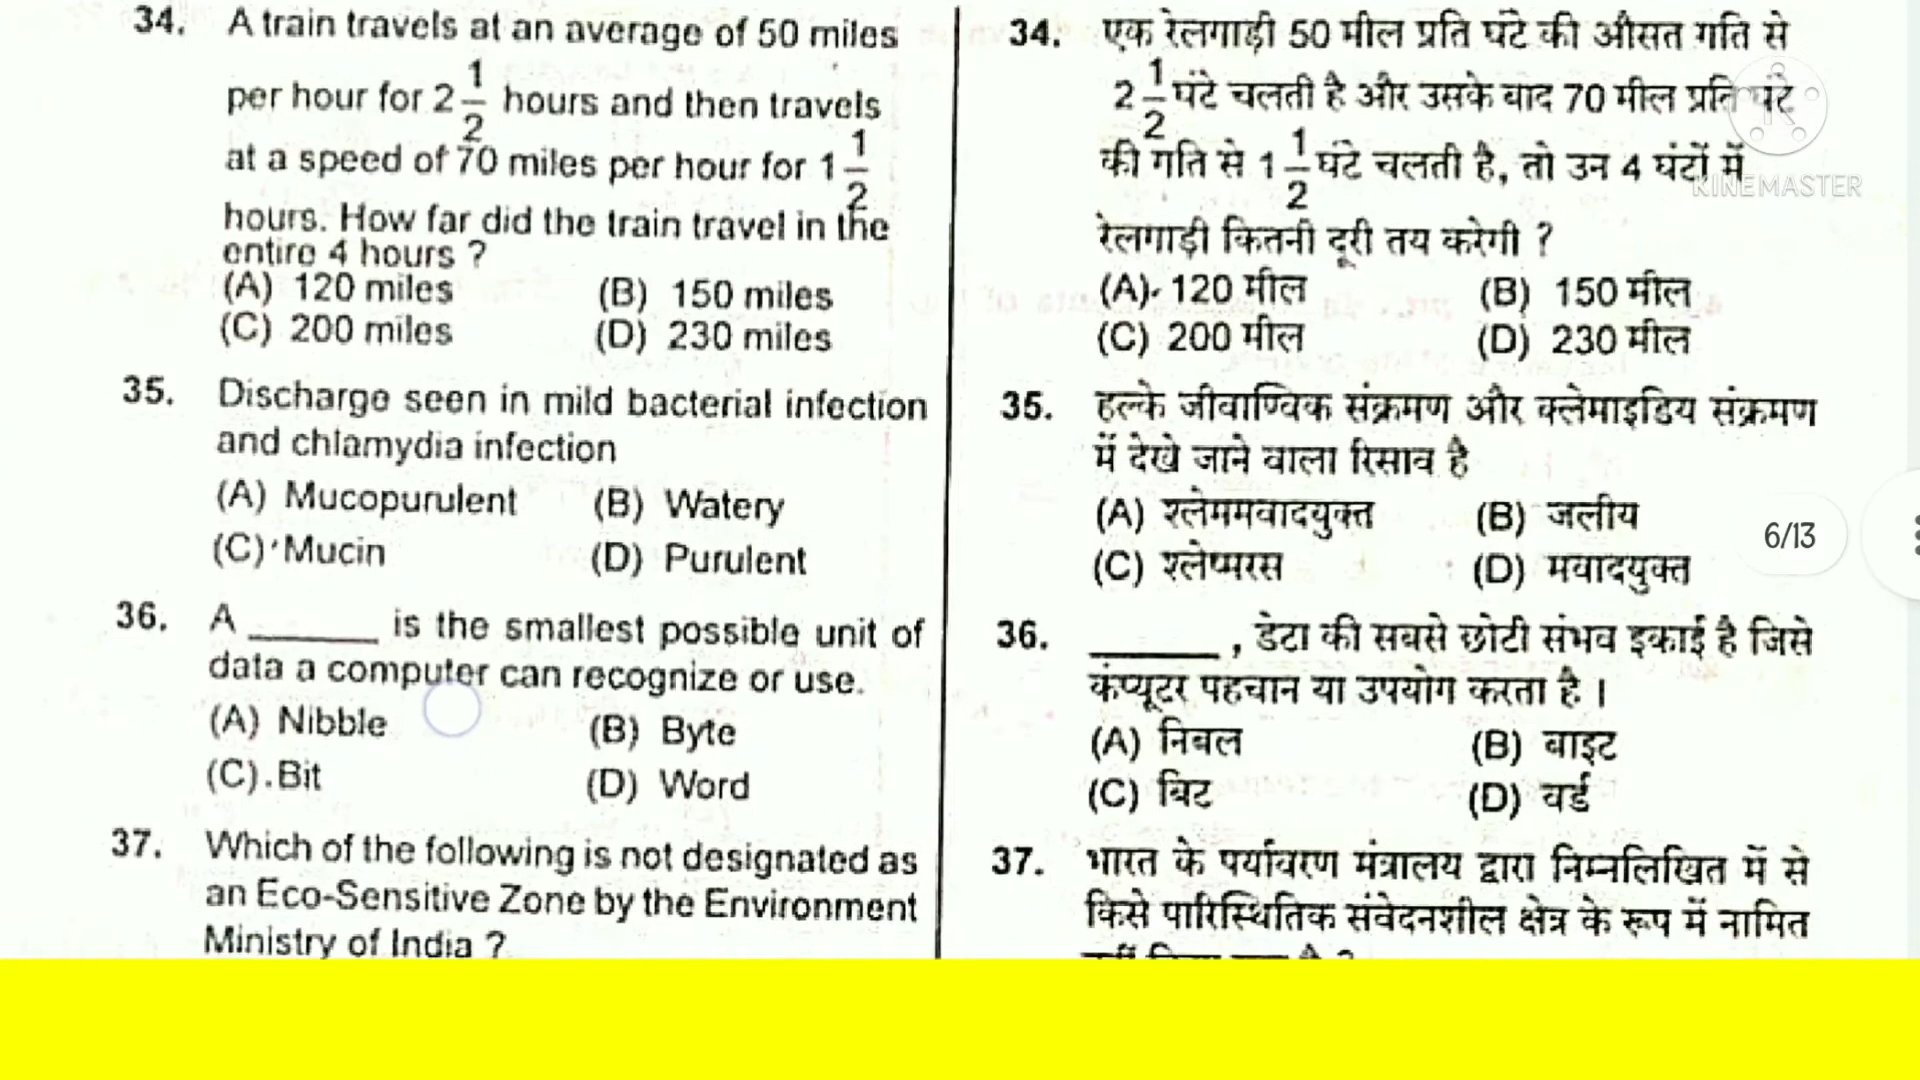 34. A train travels at an average of 50 miles
per hour for 2 1/2 hours and then travels
at a speed of 70 miles per hour for 1 1/2
hours. How far did the train travel in the
entire 4 hours ?
(A) 120 miles (B) 150 miles
(C) 200 miles (D) 230 miles
35. Discharge seen in mild bacterial infection
and chlamydia infection
(A) Mucopurulent (B) Watery
(C) Mucin (D) Purulent
36. A ______ is the smallest possible unit of
data a computer can recognize or use.
(A) Nibble (B) Byte
(C) Bit (D) Word
37. Which of the following is not designated as
an Eco-Sensitive Zone by the Environment
Ministry of India ?
34. एक रेलगाड़ी 50 मील प्रति घंटे की औसत गति से
2 1/2 घंटे चलती है और उसके बाद 70 मील प्रति घंटे
की गति से 1 1/2 घंटे चलती है, तो उन 4 घंटों में
रेलगाड़ी कितनी दूरी तय करेगी ?
(A) 120 मील (B) 150 मील
(C) 200 मील (D) 230 मील
35. हल्के जीवाण्विक संक्रमण और क्लेमाइडिय संक्रमण
में देखे जाने वाला रिसाव है
(A) श्लेममवादयुक्त (B) जलीय
(C) श्लेष्मरस (D) मवादयुक्त
36. ______, डेटा की सबसे छोटी संभव इकाई है जिसे
कंप्यूटर पहचान या उपयोग करता है ।
(A) निबल (B) बाइट
(C) बिट (D) वर्ड
37. भारत के पर्यावरण मंत्रालय द्वारा निम्नलिखित में से
किसे पारिस्थितिक संवेदनशील क्षेत्र के रूप में नामित
KINEMASTER
6/13